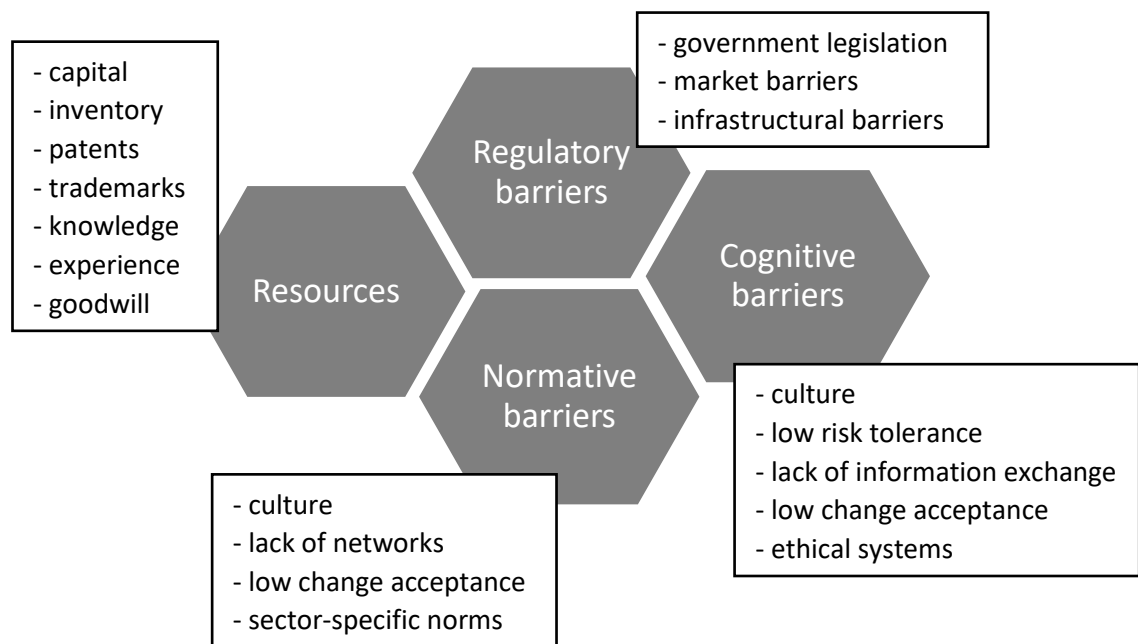 - capital
- inventory
- patents
- trademarks
- knowledge
- experience
- goodwill
Resources
- government legislation
- market barriers
- infrastructural barriers
Regulatory
barriers
Cognitive
barriers
- culture
- low risk tolerance
- lack of information exchange
- low change acceptance
- ethical systems
Normative
barriers
- culture
- lack of networks
- low change acceptance
- sector-specific norms